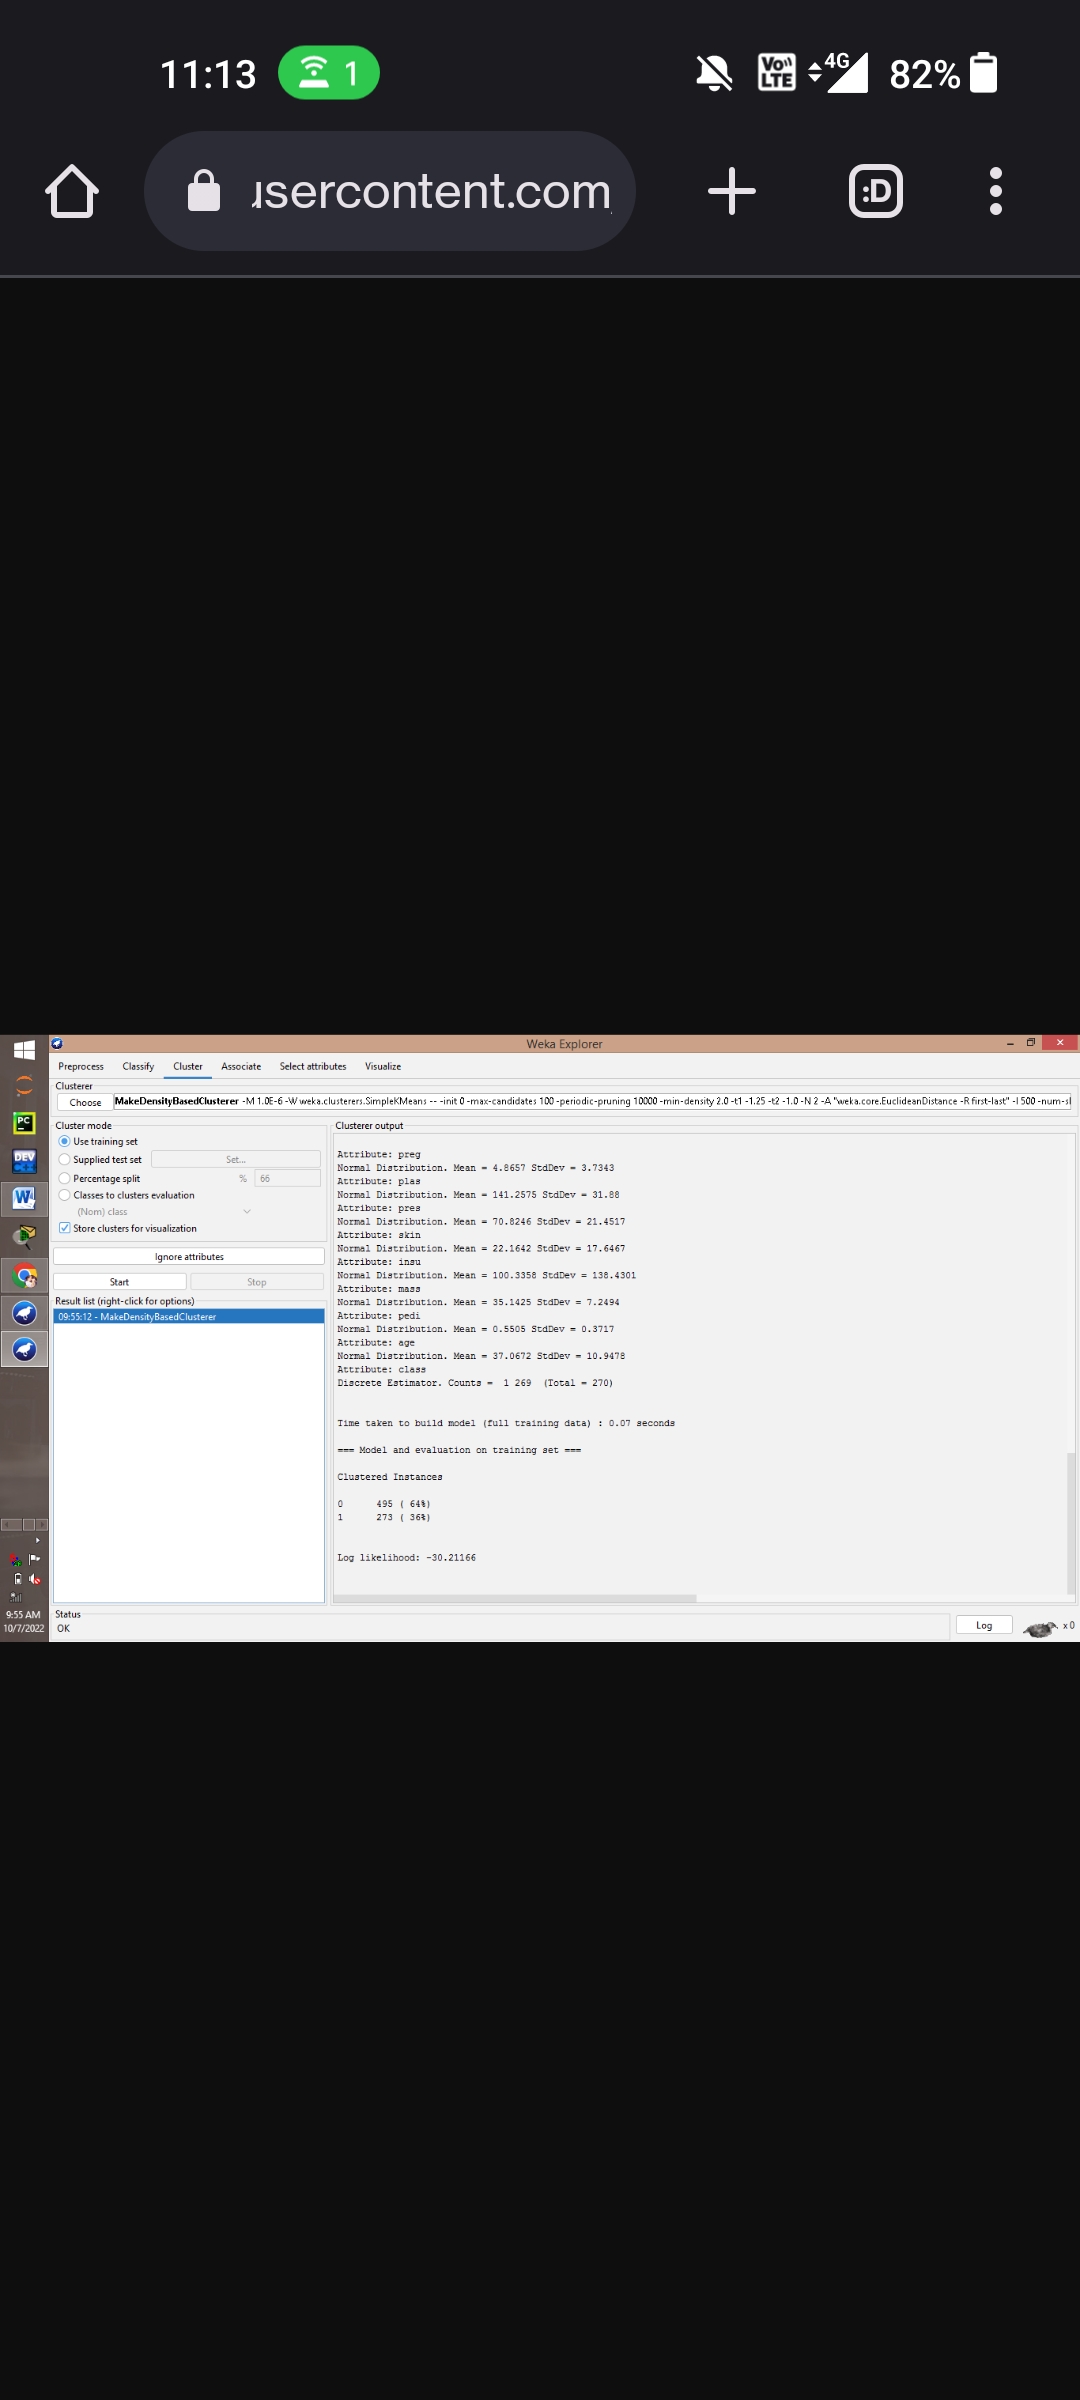 11:13
1
Vo LTE
4G
82%
usercontent.com
:D
Weka Explorer
Preprocess Classify Cluster Associate Select attributes Visualize
Clusterer
Choose MakeDensityBasedClusterer -M 1.0E-6 -W weka.clusterers.SimpleKMeans -- -init 0 -max-candidates 100 -periodic-pruning 10000 -min-density 2.0 -t1 -1.25 -t2 -1.0 -N 2 -A "weka.core.EuclideanDistance -R first-last" -I 500 -num-sl
Cluster mode
Use training set
Supplied test set Set...
Percentage split % 66
Classes to clusters evaluation
(Nom) class
Store clusters for visualization
Ignore attributes
Start Stop
Result list (right-click for options)
09:55:12 - MakeDensityBasedClusterer
Clusterer output
Attribute: preg
Normal Distribution. Mean = 4.8657 StdDev = 3.7343
Attribute: plas
Normal Distribution. Mean = 141.2575 StdDev = 31.88
Attribute: pres
Normal Distribution. Mean = 70.8246 StdDev = 21.4517
Attribute: skin
Normal Distribution. Mean = 22.1642 StdDev = 17.6467
Attribute: insu
Normal Distribution. Mean = 100.3358 StdDev = 138.4301
Attribute: mass
Normal Distribution. Mean = 35.1425 StdDev = 7.2494
Attribute: pedi
Normal Distribution. Mean = 0.5505 StdDev = 0.3717
Attribute: age
Normal Distribution. Mean = 37.0672 StdDev = 10.9478
Attribute: class
Discrete Estimator. Counts = 1 269 (Total = 270)
Time taken to build model (full training data) : 0.07 seconds
=== Model and evaluation on training set ===
Clustered Instances
0 495 ( 64%)
1 273 ( 36%)
Log likelihood: -30.21166
PC
DEV
W
9:55 AM
10/7/2022
Status
OK
Log
x 0